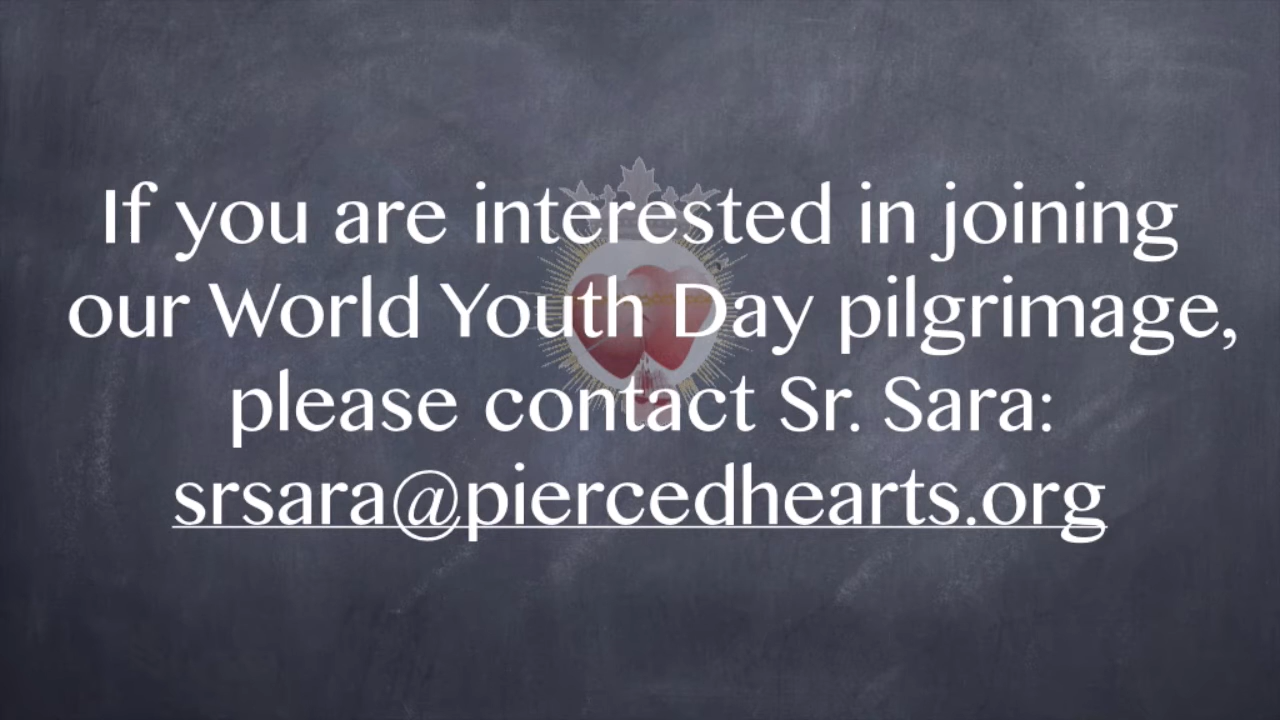 If you are interested in joining
our World Youth Day pilgrimage,
please contact Sr. Sara:
srsara@piercedhearts.org